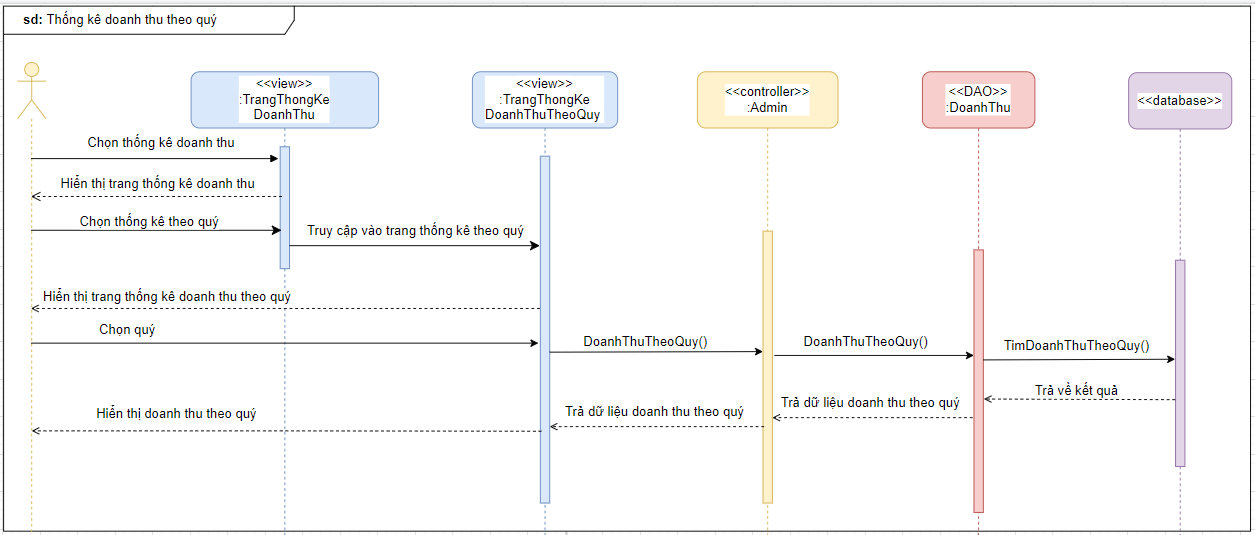 sd: Thống kê doanh thu theo quý
<<view>>
:TrangThongKe
DoanhThu
<<view>>
:TrangThongKe
DoanhThuTheoQuy
<<controller>>
:Admin
<<DAO>>
:DoanhThu
<<database>>
Chọn thống kê doanh thu
Hiển thị trang thống kê doanh thu
Chọn thống kê theo quý
Truy cập vào trang thống kê theo quý
Hiển thị trang thống kê doanh thu theo quý
Chọn quý
DoanhThuTheoQuy()
DoanhThuTheoQuy()
TimDoanhThuTheoQuy()
Trả về kết quả
Trả dữ liệu doanh thu theo quý
Trả dữ liệu doanh thu theo quý
Hiển thị doanh thu theo quý